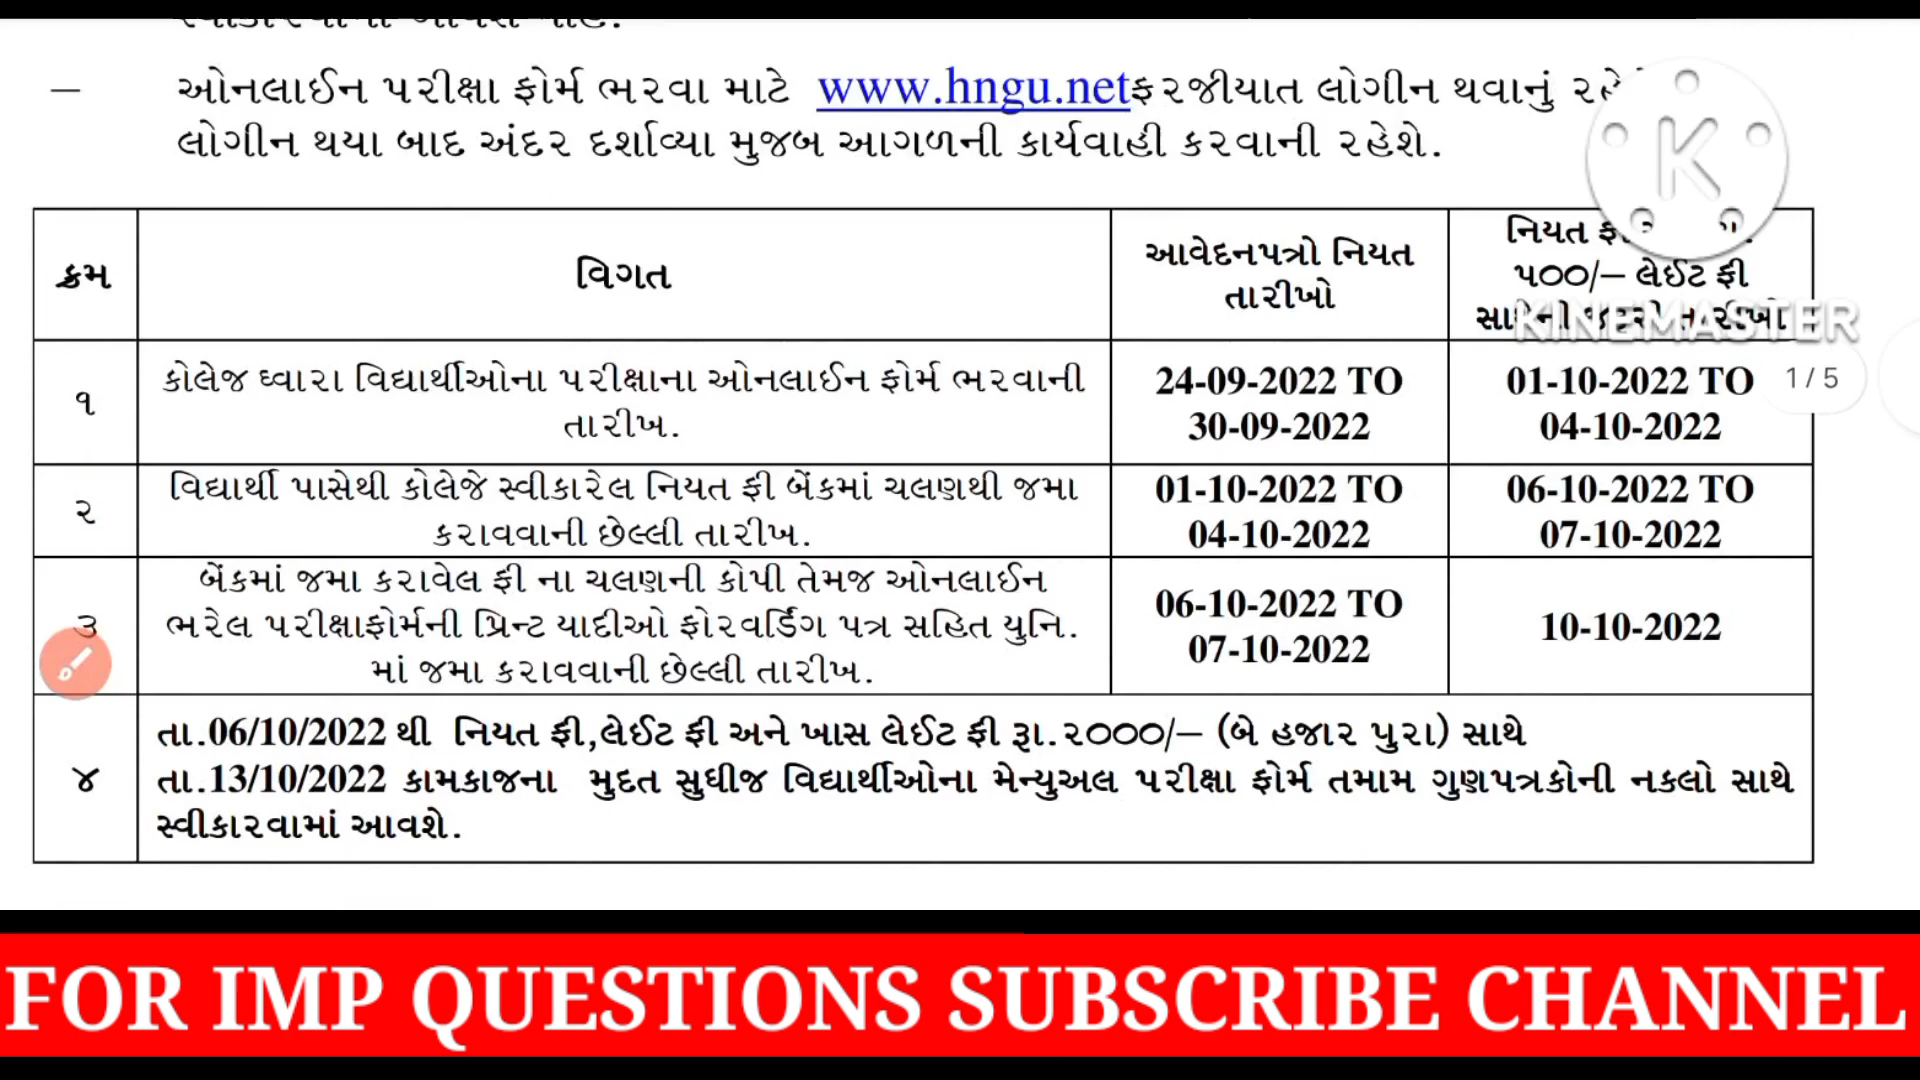 ઓનલાઈન પરીક્ષા ફોર્મ ભરવા માટે www.hngu.netફરજીયાત લોગીન થવાનું
લોગીન થયા બાદ અંદર દર્શાવ્યા મુજબ આગળની કાર્યવાહી કરવાની રહેશે.
ક્રમ
વિગત
આવેદનપત્રો નિયત
તારીખો
નિયત
૫૦૦/– લેઈટ ફી
KINEMASTER
૧
કોલેજ ધ્વારા વિદ્યાર્થીઓના પરીક્ષાના ઓનલાઈન ફોર્મ ભરવાની
તારીખ.
24-09-2022 TO
30-09-2022
01-10-2022 TO
04-10-2022
1 / 5
૨
વિદ્યાર્થી પાસેથી કોલેજે સ્વીકારેલ નિયત ફી બેંકમાં ચલણથી જમા
કરાવવાની છેલ્લી તારીખ.
01-10-2022 TO
04-10-2022
06-10-2022 TO
07-10-2022
૩
બેંકમાં જમા કરાવેલ ફી ના ચલણની કોપી તેમજ ઓનલાઈન
ભરેલ પરીક્ષાફોર્મની પ્રિન્ટ યાદીઓ ફોરવર્ડિંગ પત્ર સહિત યુનિ.
માં જમા કરાવવાની છેલ્લી તારીખ.
06-10-2022 TO
07-10-2022
10-10-2022
૪
તા.06/10/2022 થી નિયત ફી,લેઈટ ફી અને ખાસ લેઈટ ફી રૂા.૨૦૦૦/– (બે હજાર પુરા) સાથે
તા.13/10/2022 કામકાજના મુદત સુધીજ વિદ્યાર્થીઓના મેન્યુઅલ પરીક્ષા ફોર્મ તમામ ગુણપત્રકોની નકલો સાથે
સ્વીકારવામાં આવશે.
FOR IMP QUESTIONS SUBSCRIBE CHANNEL